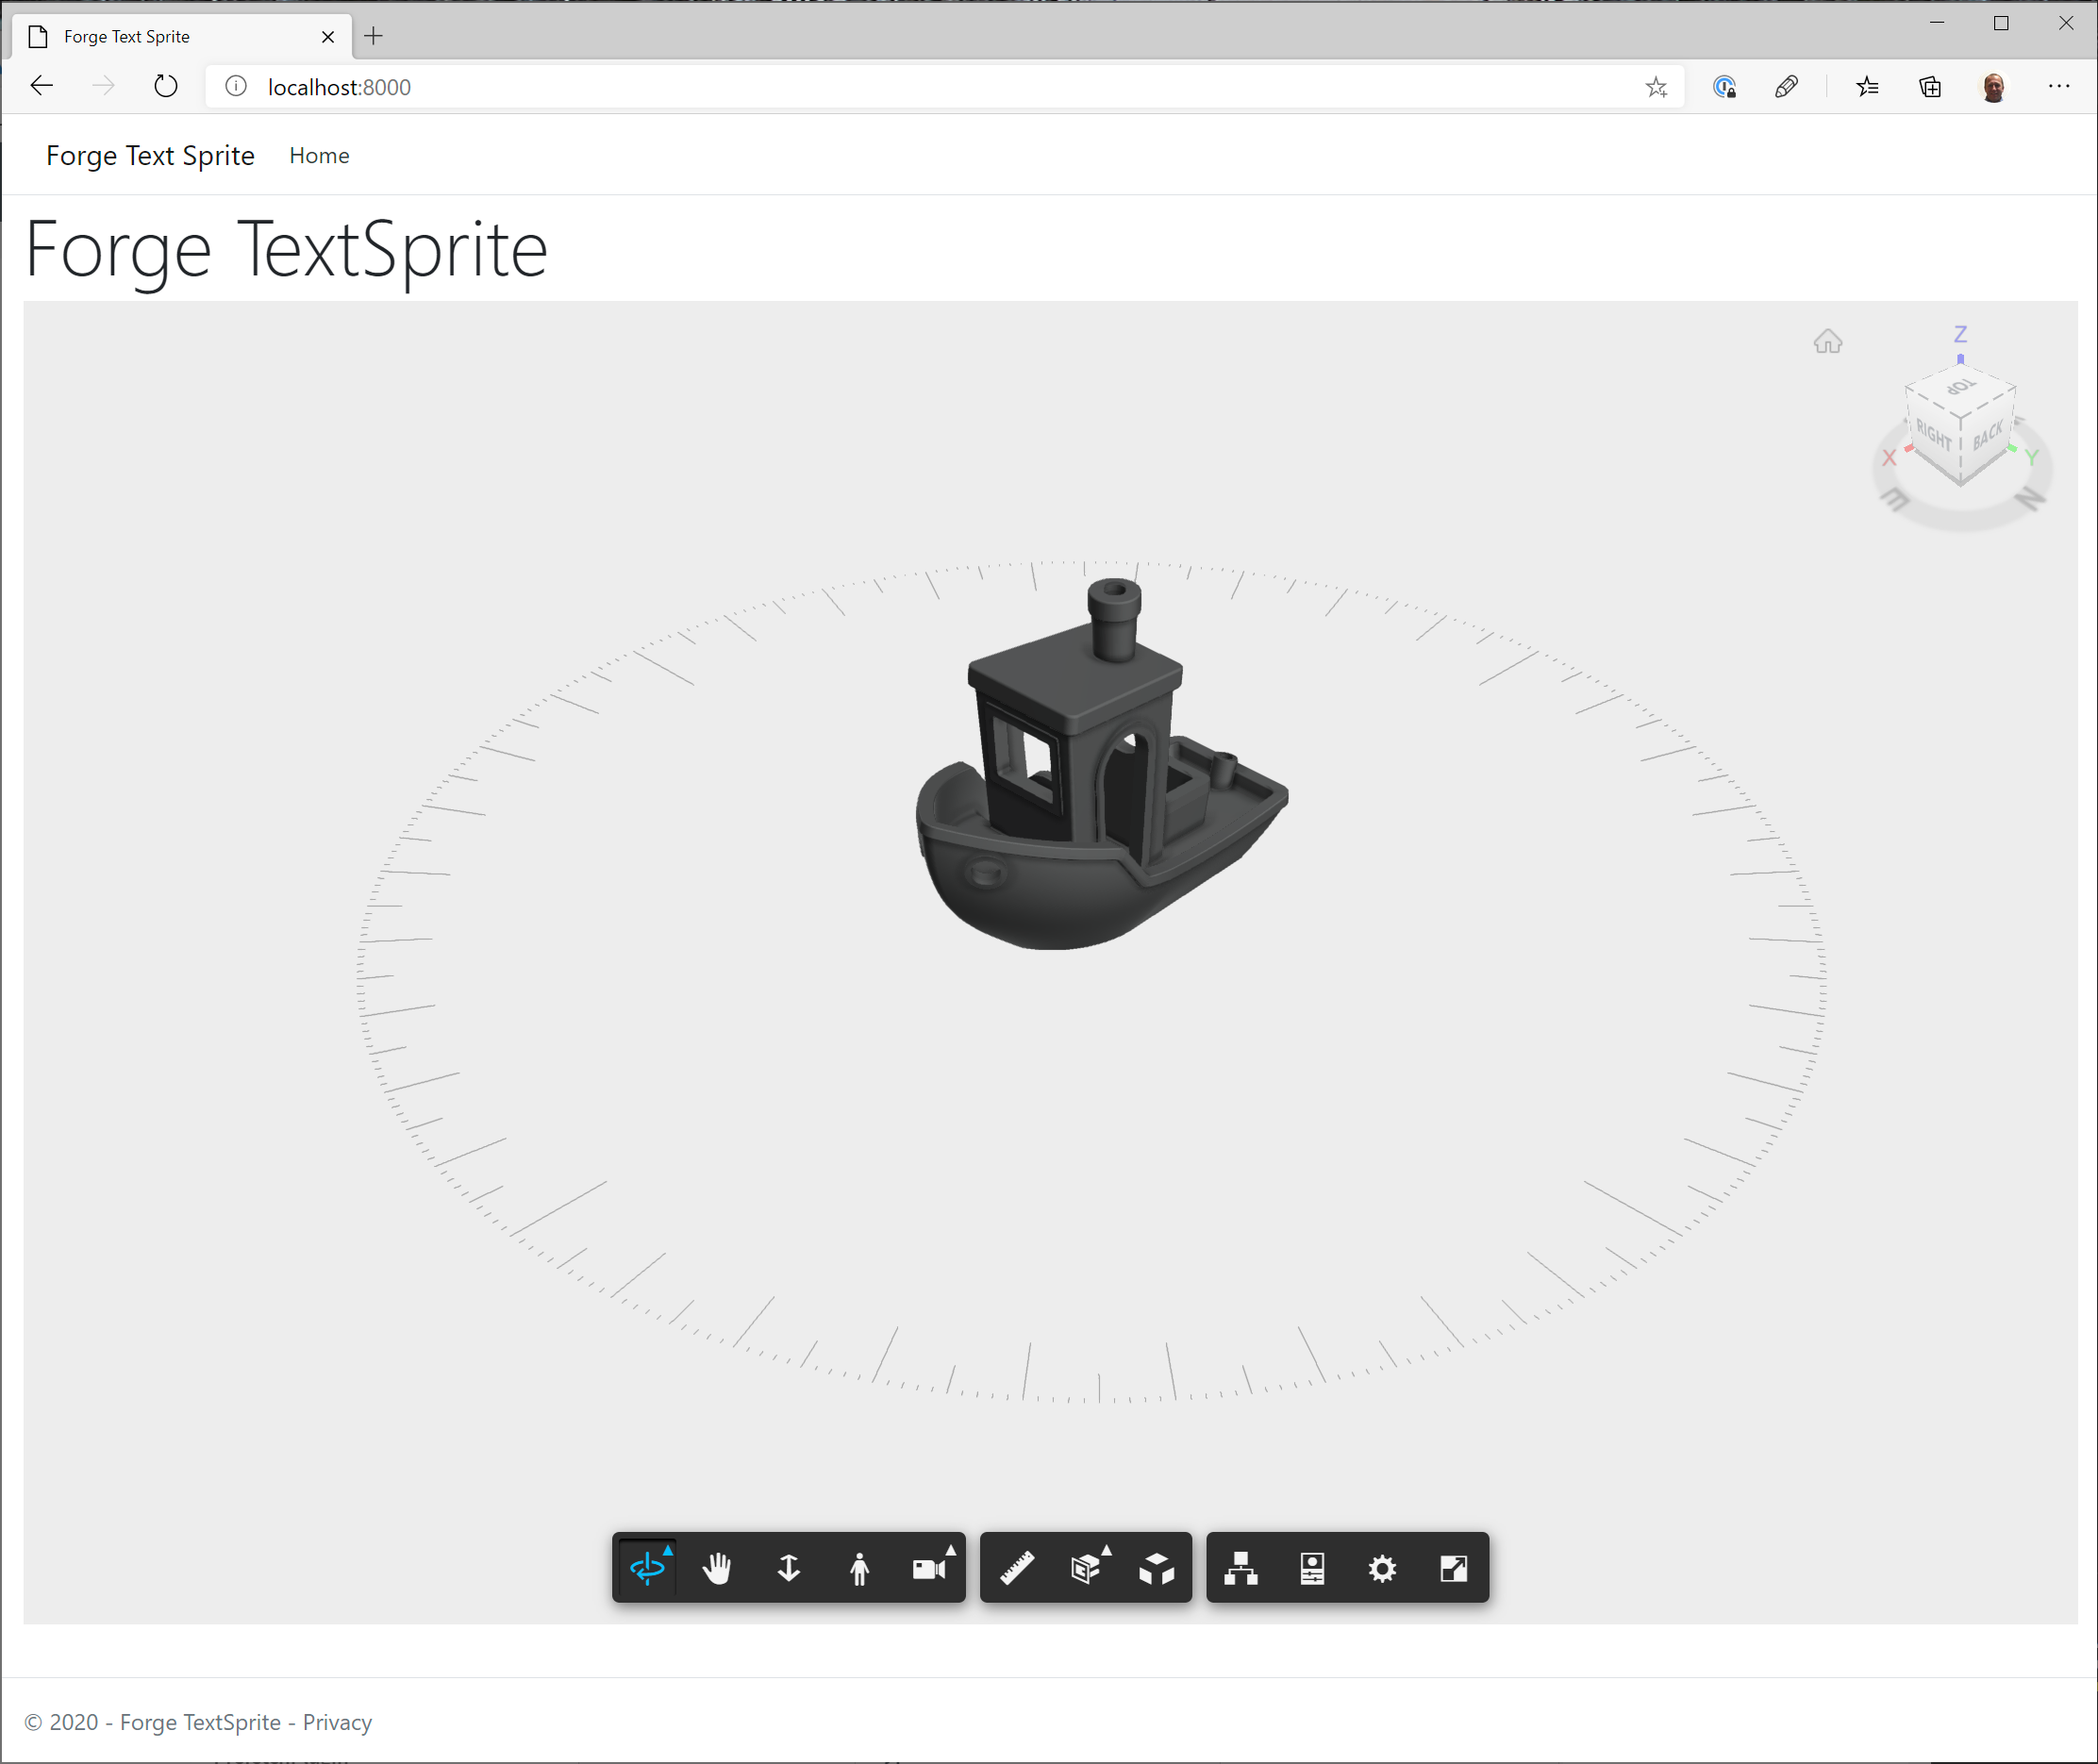 Forge Text Sprite
localhost:8000
Forge Text Sprite Home
Forge TextSprite
Z
TOP
RIGHT BACK
X Y
E N
© 2020 - Forge TextSprite - Privacy